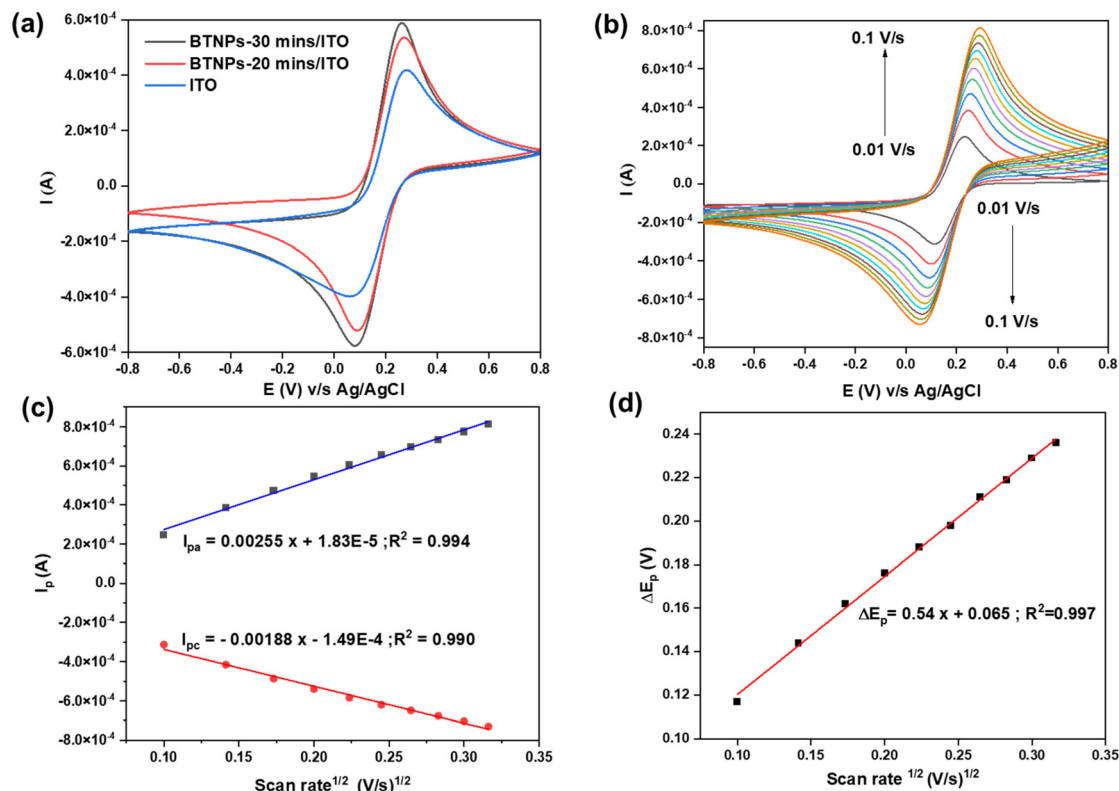 (a)
BTNPs-30 mins/ITO
BTNPs-20 mins/ITO
ITO
6.0×10⁻⁴
4.0×10⁻⁴
2.0×10⁻⁴
0.0
-2.0×10⁻⁴
-4.0×10⁻⁴
-6.0×10⁻⁴
I (A)
-0.8 -0.6 -0.4 -0.2 0.0 0.2 0.4 0.6 0.8
E (V) v/s Ag/AgCl
(b)
0.1 V/s
0.01 V/s
0.01 V/s
0.1 V/s
8.0×10⁻⁴
6.0×10⁻⁴
4.0×10⁻⁴
2.0×10⁻⁴
0.0
-2.0×10⁻⁴
-4.0×10⁻⁴
-6.0×10⁻⁴
-8.0×10⁻⁴
I (A)
-0.8 -0.6 -0.4 -0.2 0.0 0.2 0.4 0.6 0.8
E (V) v/s Ag/AgCl
(c)
8.0×10⁻⁴
6.0×10⁻⁴
4.0×10⁻⁴
2.0×10⁻⁴
0.0
-2.0×10⁻⁴
-4.0×10⁻⁴
-6.0×10⁻⁴
-8.0×10⁻⁴
Iₚ (A)
I_pa = 0.00255 x + 1.83E-5 ;R² = 0.994
I_pc = - 0.00188 x - 1.49E-4 ;R² = 0.990
0.10 0.15 0.20 0.25 0.30 0.35
Scan rate^1/2 (V/s)^1/2
(d)
0.24
0.22
0.20
0.18
0.16
0.14
0.12
ΔEₚ (V)
ΔEₚ= 0.54 x + 0.065 ; R²=0.997
0.10 0.15 0.20 0.25 0.30 0.35
Scan rate ^1/2 (V/s)^1/2